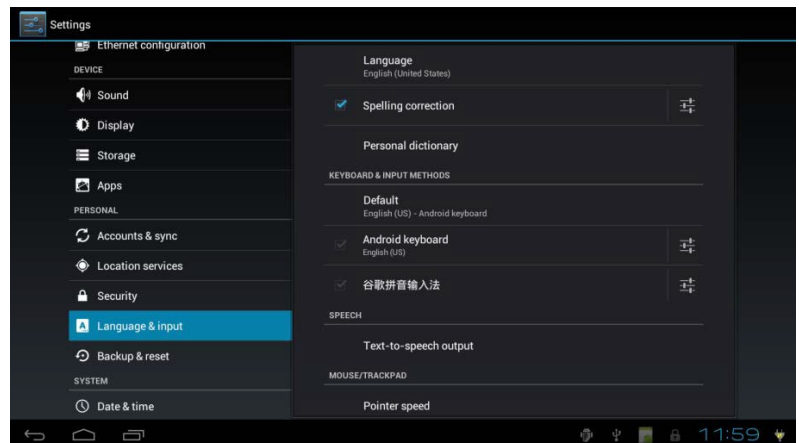 Settings
Ethernet configuration
DEVICE
Sound
Display
Storage
Apps
PERSONAL
Accounts & sync
Location services
Security
A Language & input
Backup & reset
SYSTEM
Date & time
Language
English (United States)
Spelling correction
Personal dictionary
KEYBOARD & INPUT METHODS
Default
English (US) - Android keyboard
Android keyboard
English (US)
谷歌拼音输入法
SPEECH
Text-to-speech output
MOUSE/TRACKPAD
Pointer speed
11:59